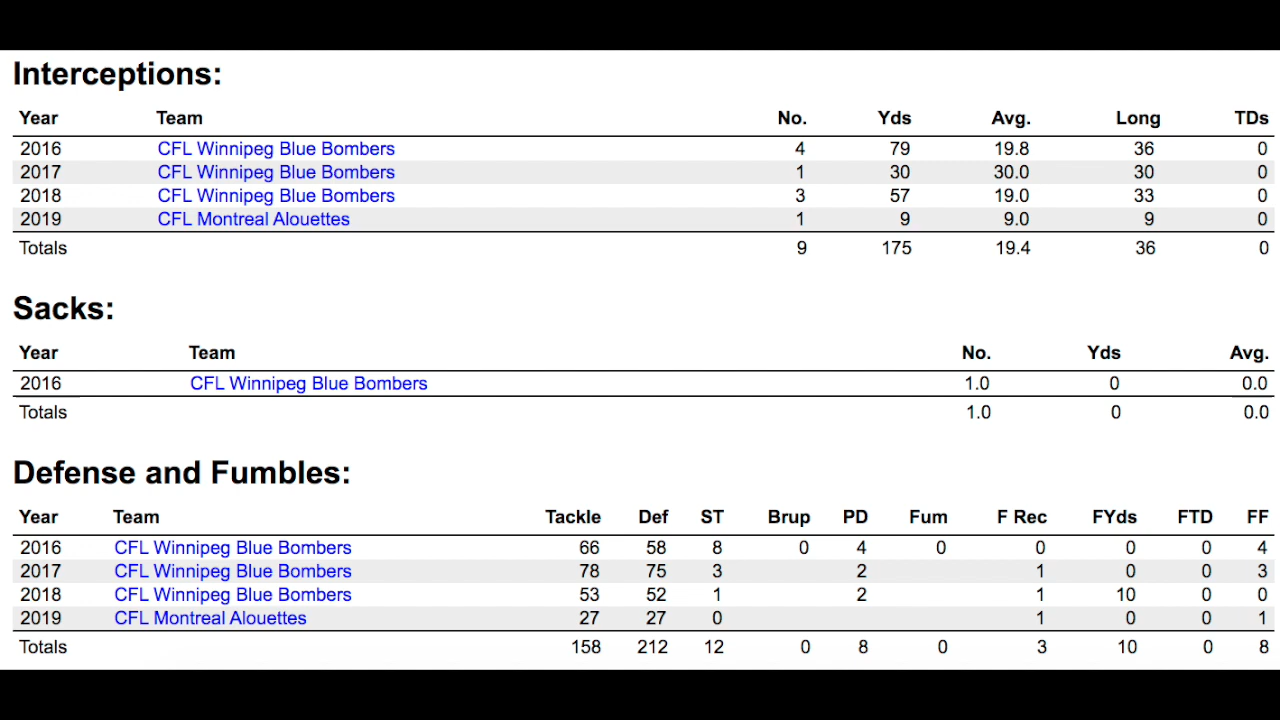 Interceptions:
Year Team No. Yds Avg. Long TDs
2016 CFL Winnipeg Blue Bombers 4 79 19.8 36 0
2017 CFL Winnipeg Blue Bombers 1 30 30.0 30 0
2018 CFL Winnipeg Blue Bombers 3 57 19.0 33 0
2019 CFL Montreal Alouettes 1 9 9.0 9 0
Totals 9 175 19.4 36 0
Sacks:
Year Team No. Yds Avg.
2016 CFL Winnipeg Blue Bombers 1.0 0 0.0
Totals 1.0 0 0.0
Defense and Fumbles:
Year Team Tackle Def ST Brup PD Fum F Rec FYds FTD FF
2016 CFL Winnipeg Blue Bombers 66 58 8 0 4 0 0 0 0 4
2017 CFL Winnipeg Blue Bombers 78 75 3 2 1 0 0 3
2018 CFL Winnipeg Blue Bombers 53 52 1 2 1 10 0 0
2019 CFL Montreal Alouettes 27 27 0 1 0 0 1
Totals 158 212 12 0 8 0 3 10 0 8